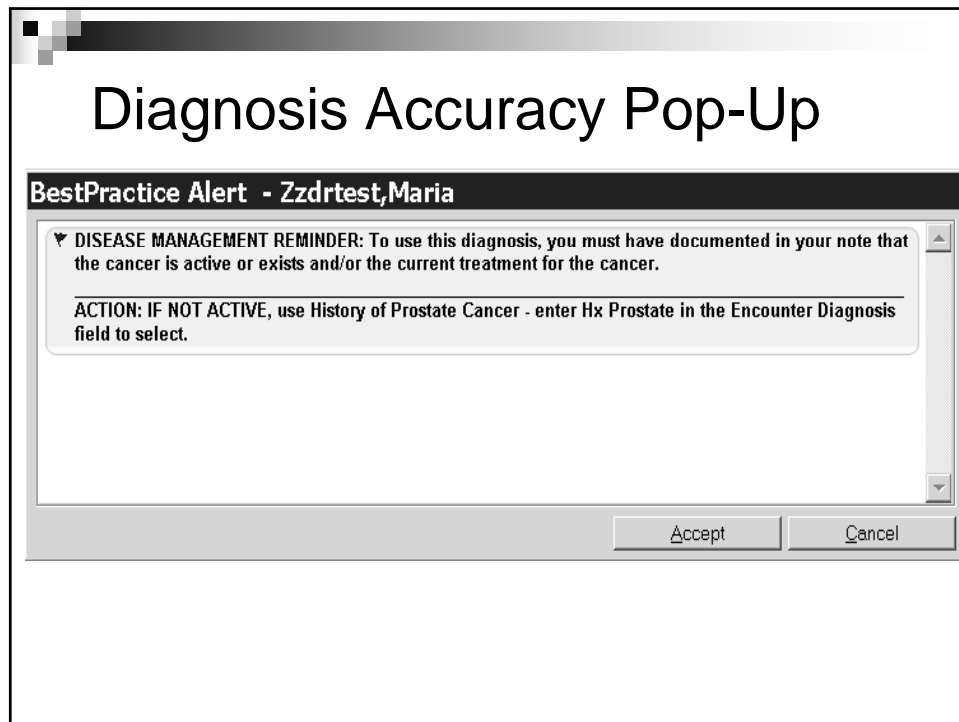 Diagnosis Accuracy Pop-Up
BestPractice Alert - Zzdrtest,Maria
DISEASE MANAGEMENT REMINDER: To use this diagnosis, you must have documented in your note that
the cancer is active or exists and/or the current treatment for the cancer.
ACTION: IF NOT ACTIVE, use History of Prostate Cancer - enter Hx Prostate in the Encounter Diagnosis
field to select.
Accept Cancel